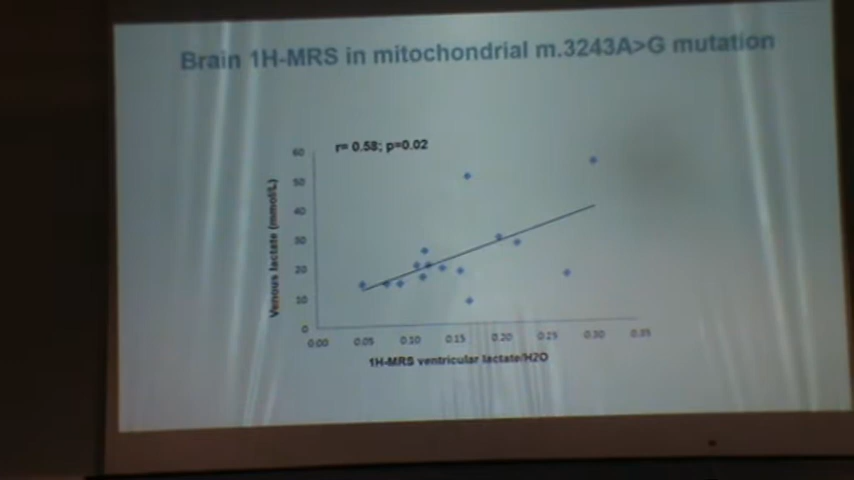 Brain 1H-MRS in mitochondrial m.3243A>G mutation
r= 0.58; p=0.02
Venous lactate (mmol/L)
60
50
40
30
20
10
0
0.00 0.05 0.10 0.15 0.20 0.25 0.30 0.35
1H-MRS ventricular lactate/H2O